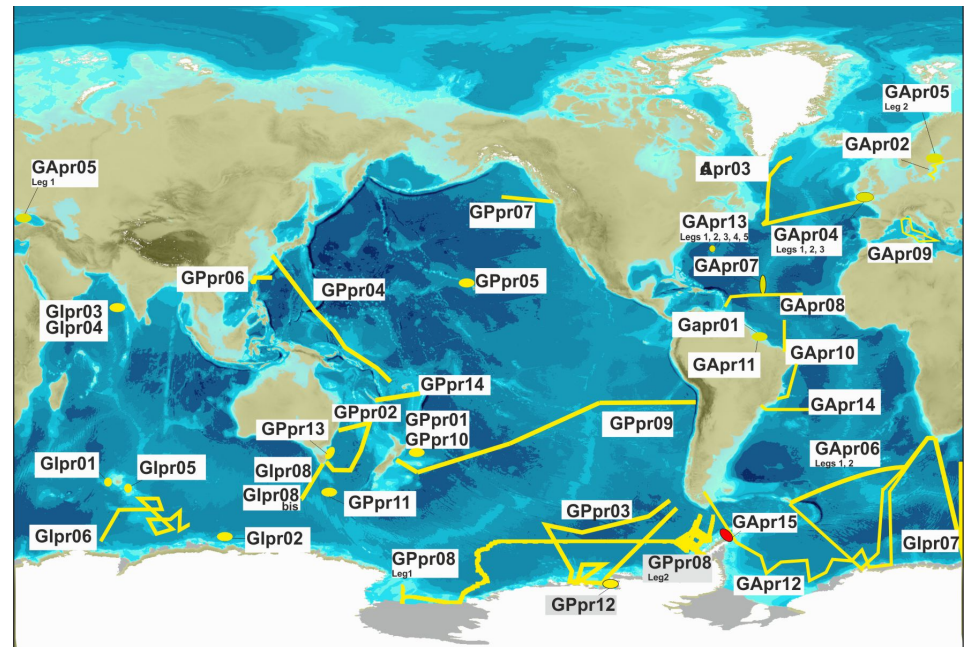 GApr05
Leg 2
GApr02
GApr05
Leg 1
Apr03
GPpr07
GApr13
Legs 1, 2, 3, 4, 5
GApr04
Legs 1, 2, 3
GApr09
GApr07
GPpr06
GPpr04
GPpr05
GIpr03
GIpr04
GApr08
Gapr01
GApr11
GApr10
GPpr14
GPpr02
GPpr01
GPpr10
GPpr09
GApr14
GPpr13
GIpr01
GIpr05
GIpr08
GIpr08
bis
GPpr11
GApr06
Legs 1, 2
GPpr03
GApr15
GIpr06
GIpr02
GIpr07
GPpr08
Leg1
GPpr08
Leg2
GApr12
GPpr12